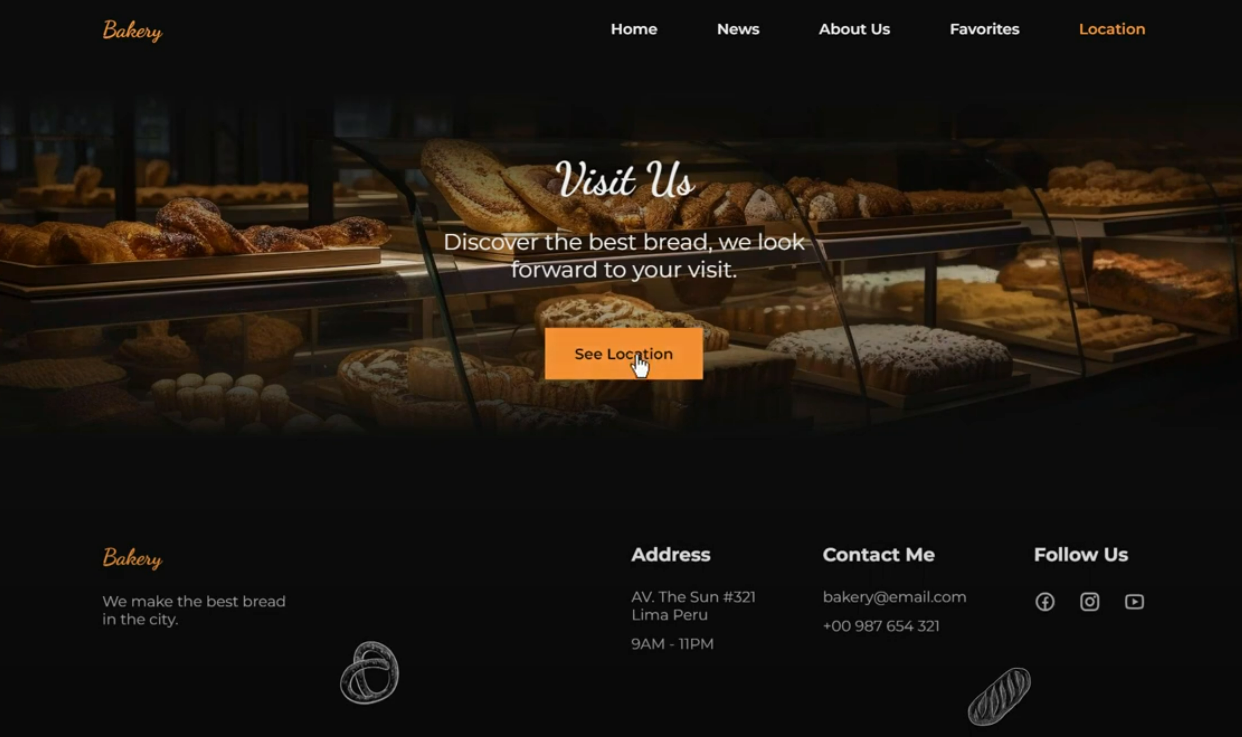 Bakery
Home
News
About Us
Favorites
Location
Visit Us
Discover the best bread, we look
forward to your visit.
See Location
Bakery
We make the best bread
in the city.
Address
AV. The Sun #321
Lima Peru
9AM - 11PM
Contact Me
bakery@email.com
+00 987 654 321
Follow Us